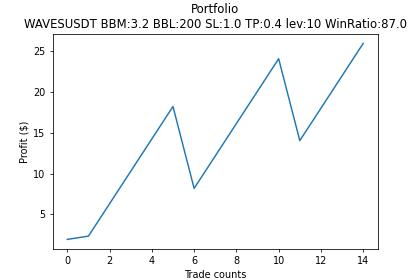 Portfolio
WAVESUSDT BBM:3.2 BBL:200 SL:1.0 TP:0.4 lev:10 WinRatio:87.0
25
20
15
10
5
Profit ($)
0 2 4 6 8 10 12 14
Trade counts